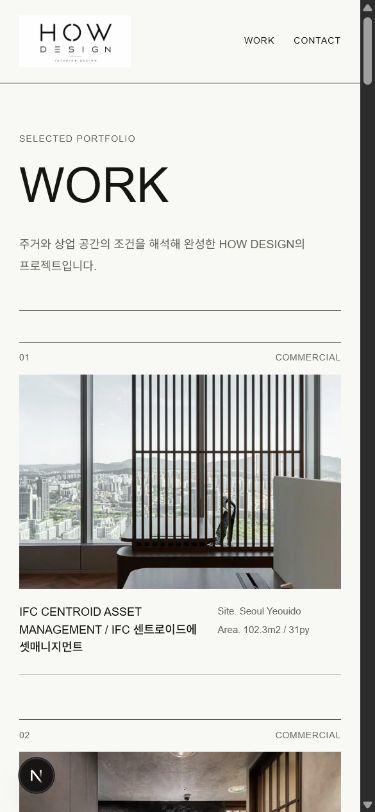 HOW
DESIGN
INTERIOR DESIGN
WORK CONTACT
SELECTED PORTFOLIO
WORK
주거와 상업 공간의 조건을 해석해 완성한 HOW DESIGN의
프로젝트입니다.
01 COMMERCIAL
IFC CENTROID ASSET
MANAGEMENT / IFC 센트로이드에
셋매니지먼트
Site. Seoul Yeouido
Area. 102.3m2 / 31py
02 COMMERCIAL
N